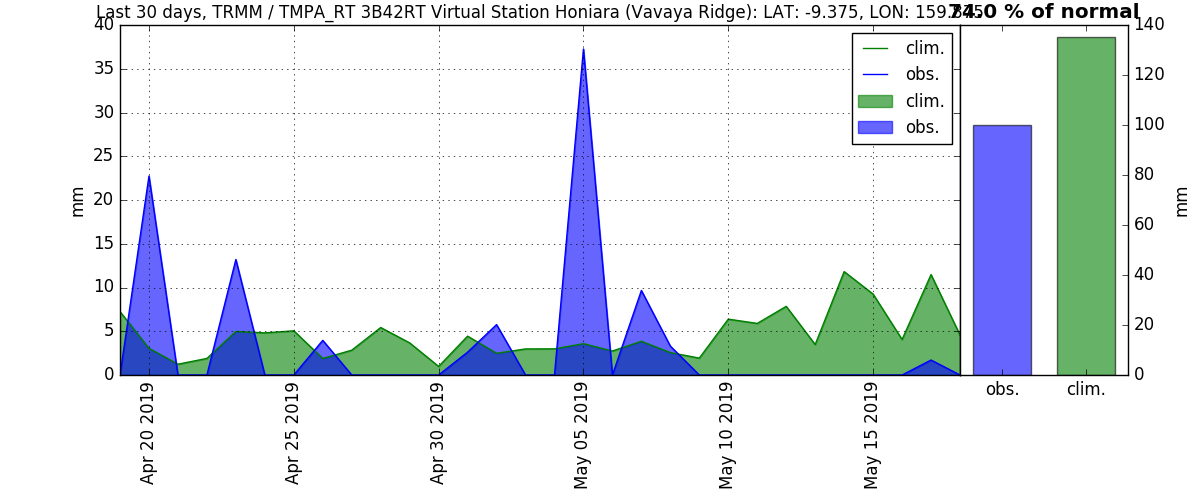 Last 30 days, TRMM / TMPA_RT 3B42RT Virtual Station Honiara (Vavaya Ridge): LAT: -9.375, LON:
74.0 % of normal
40
35
30
25
20
15
10
5
0
mm
clim.
obs.
clim.
obs.
140
120
100
80
60
40
20
0
mm
Apr 20 2019
Apr 25 2019
Apr 30 2019
May 05 2019
May 10 2019
May 15 2019
obs.
clim.